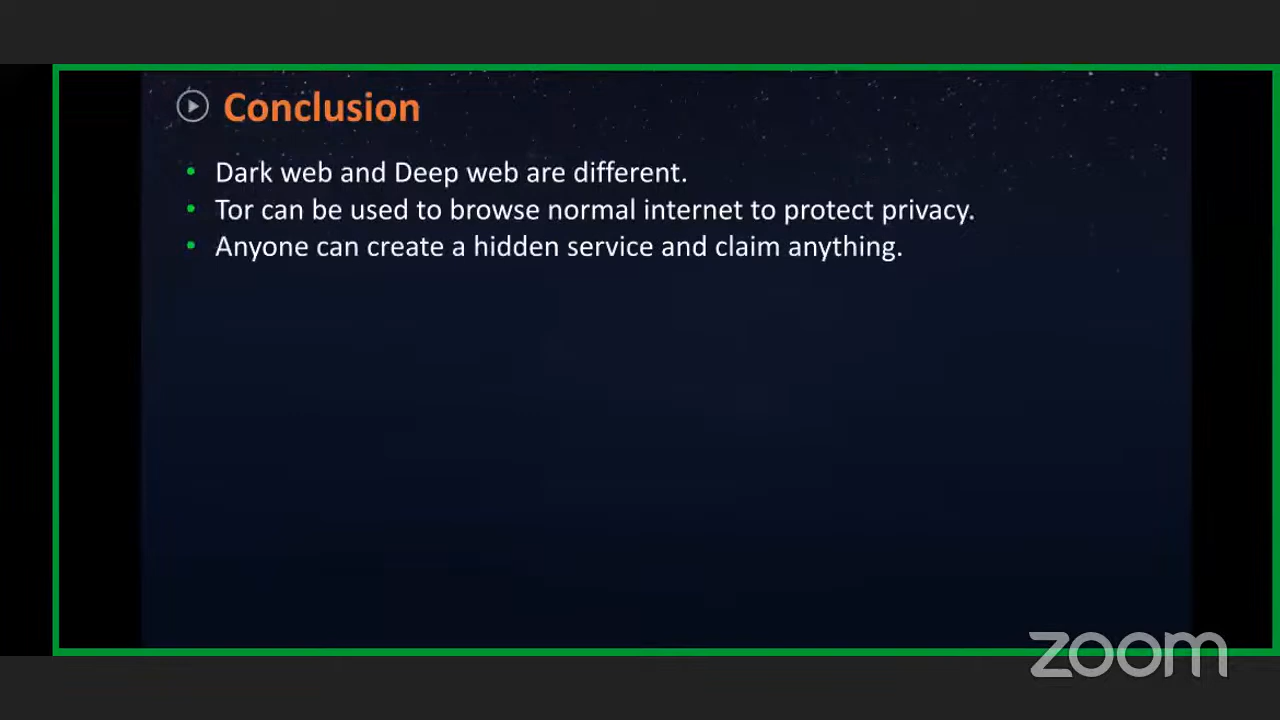 Conclusion
Dark web and Deep web are different.
Tor can be used to browse normal internet to protect privacy.
Anyone can create a hidden service and claim anything.
zoom